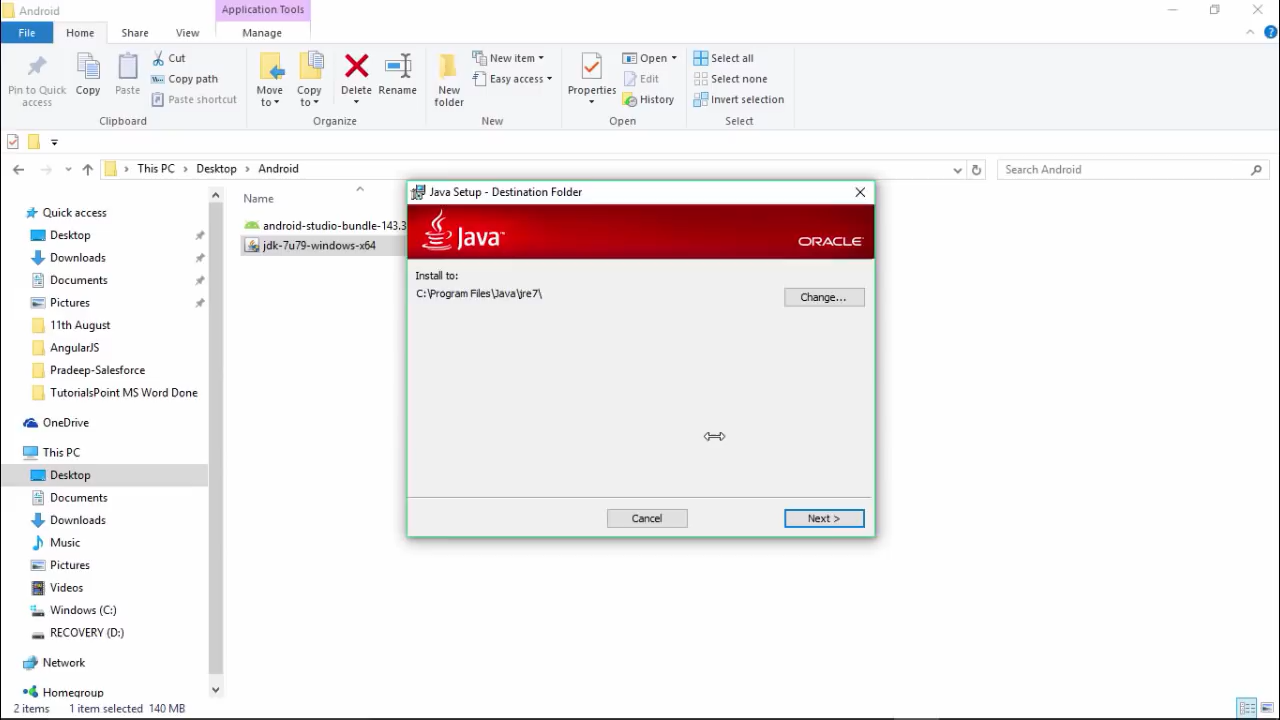 Android
Application Tools
File
Home
Share
View
Manage
Pin to Quick access
Copy
Paste
Cut
Copy path
Paste shortcut
Clipboard
Move to
Copy to
Delete
Rename
Organize
New folder
New item
Easy access
New
Properties
Open
Edit
History
Open
Select all
Select none
Invert selection
Select
This PC > Desktop > Android
Search Android
Name
android-studio-bundle-143.3
jdk-7u79-windows-x64
Quick access
Desktop
Downloads
Documents
Pictures
11th August
AngularJS
Pradeep-Salesforce
TutorialsPoint MS Word Done
OneDrive
This PC
Desktop
Documents
Downloads
Music
Pictures
Videos
Windows (C:)
RECOVERY (D:)
Network
Homegroup
2 items
1 item selected 140 MB
Java Setup - Destination Folder
Java™
ORACLE
Install to:
C:\Program Files\Java\jre7\
Change...
Cancel
Next >